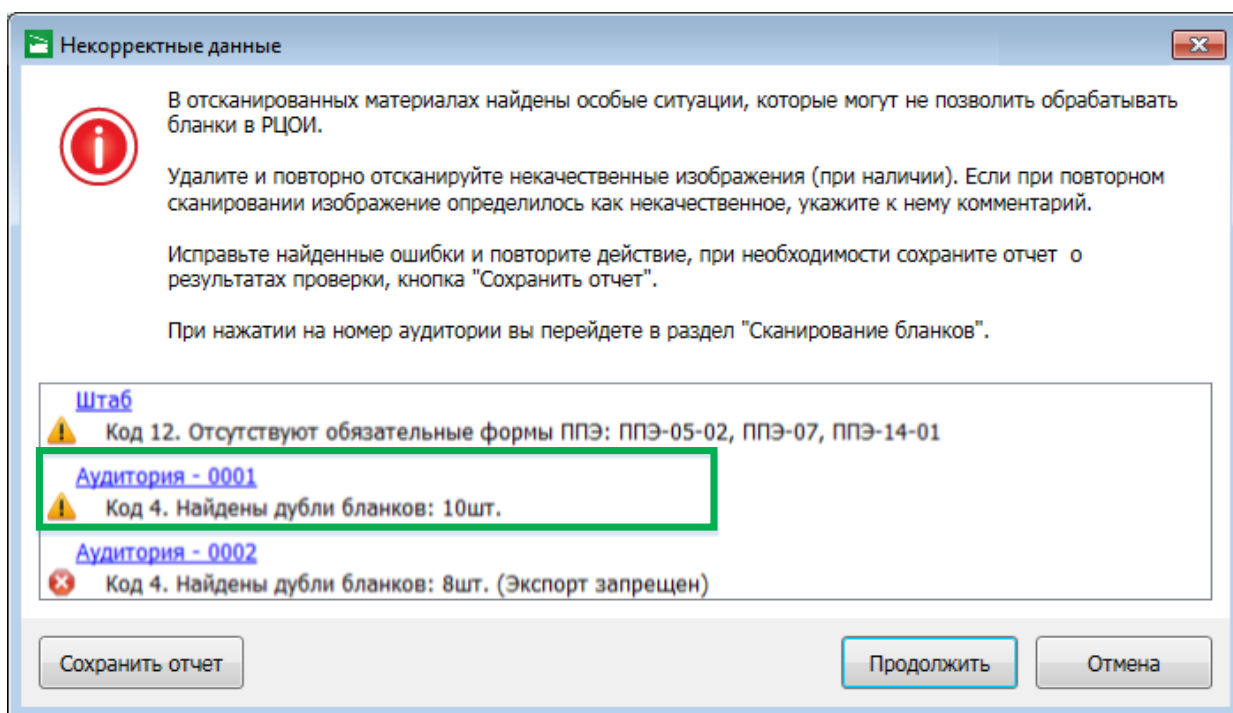 Некорректные данные
В отсканированных материалах найдены особые ситуации, которые могут не позволить обрабатывать
бланки в РЦОИ.
Удалите и повторно отсканируйте некачественные изображения (при наличии). Если при повторном
сканировании изображение определилось как некачественное, укажите к нему комментарий.
Исправьте найденные ошибки и повторите действие, при необходимости сохраните отчет о
результатах проверки, кнопка "Сохранить отчет".
При нажатии на номер аудитории вы перейдете в раздел "Сканирование бланков".
Штаб
Код 12. Отсутствуют обязательные формы ППЭ: ППЭ-05-02, ППЭ-07, ППЭ-14-01
Аудитория - 0001
Код 4. Найдены дубли бланков: 10шт.
Аудитория - 0002
Код 4. Найдены дубли бланков: 8шт. (Экспорт запрещен)
Сохранить отчет
Продолжить
Отмена